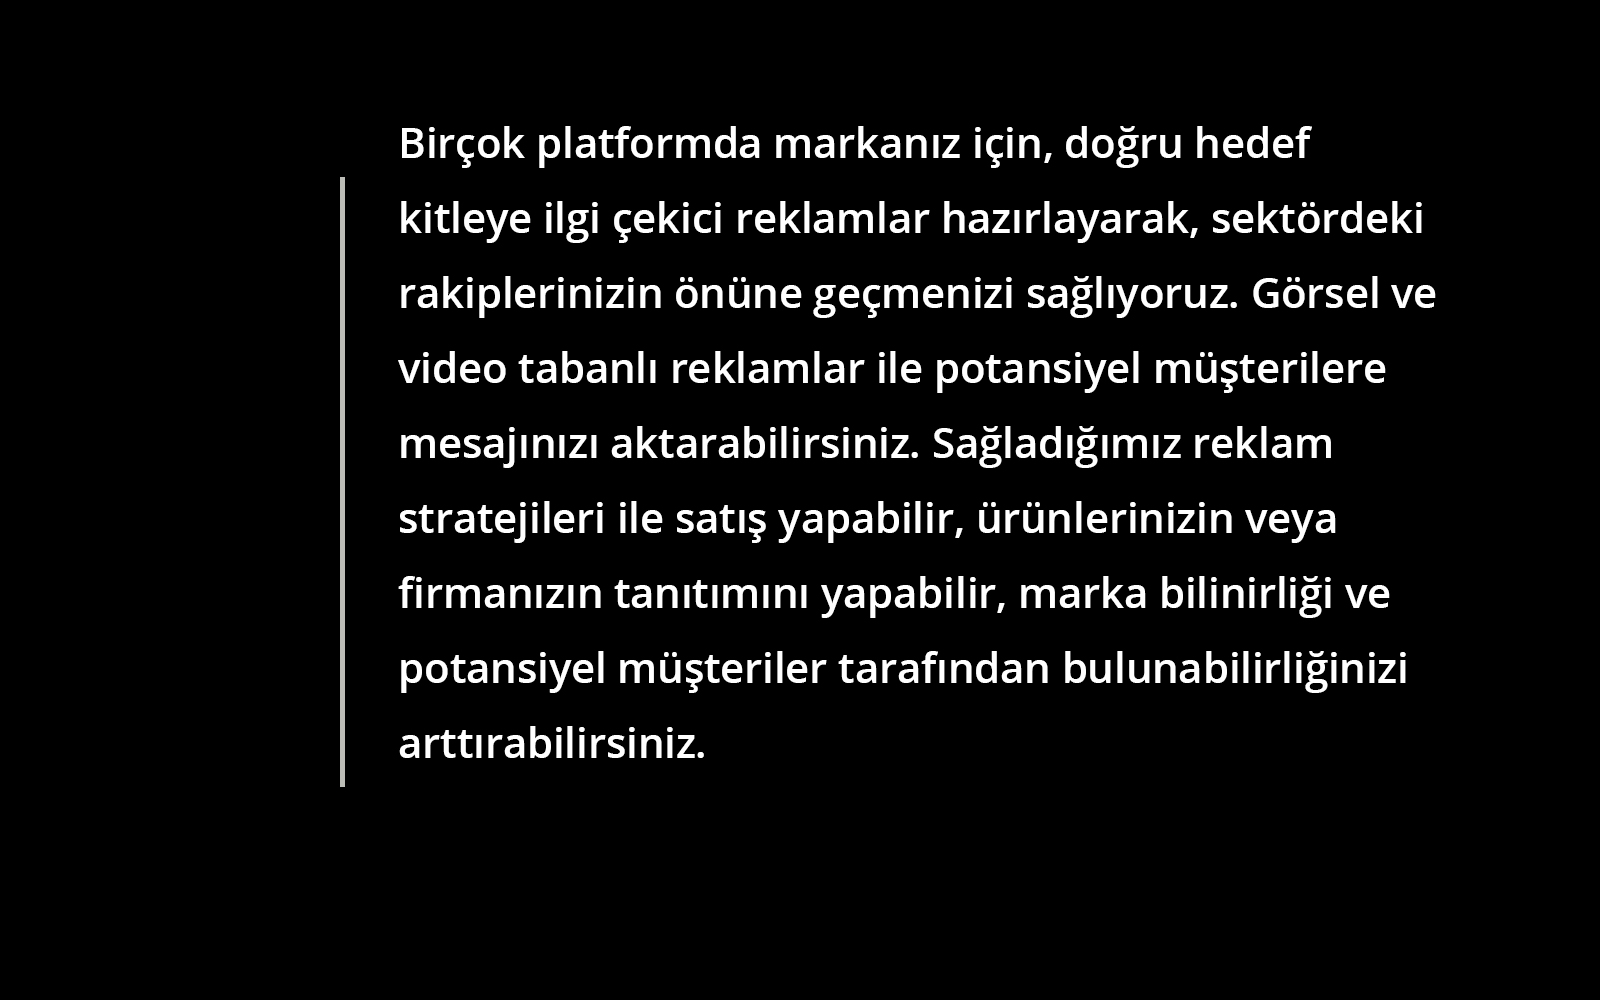 Birçok platformda markanız için, doğru hedef
kitleye ilgi çekici reklamlar hazırlayarak, sektördeki
rakiplerinizin önüne geçmenizi sağlıyoruz. Görsel ve
video tabanlı reklamlar ile potansiyel müşterilere
mesajınızı aktarabilirsiniz. Sağladığımız reklam
stratejileri ile satış yapabilir, ürünlerinizin veya
firmanızın tanıtımını yapabilir, marka bilinirliği ve
potansiyel müşteriler tarafından bulunabilirliğinizi
arttırabilirsiniz.